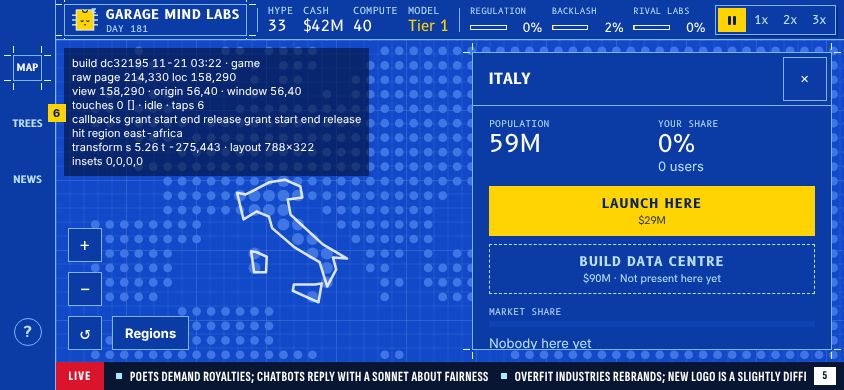 GARAGE MIND LABS
DAY 181
HYPE
33
CASH
$42M
COMPUTE
40
MODEL
Tier 1
REGULATION
0%
BACKLASH
2%
RIVAL LABS
0%
1x
2x
3x
MAP
6
TREES
NEWS
?
build dc32195 11-21 03:22 · game
raw page 214,330 loc 158,290
view 158,290 · origin 56,40 · window 56,40
touches 0 [] · idle · taps 6
callbacks grant start end release grant start end release
hit region east-africa
transform s 5.26 t -275,443 · layout 788×322
insets 0,0,0,0
+
−
↺
Regions
ITALY
×
POPULATION
59M
YOUR SHARE
0%
0 users
LAUNCH HERE
$29M
BUILD DATA CENTRE
$90M · Not present here yet
MARKET SHARE
Nobody here yet
LIVE
POETS DEMAND ROYALTIES; CHATBOTS REPLY WITH A SONNET ABOUT FAIRNESS
OVERFIT INDUSTRIES REBRANDS; NEW LOGO IS A SLIGHTLY DIFFI
5